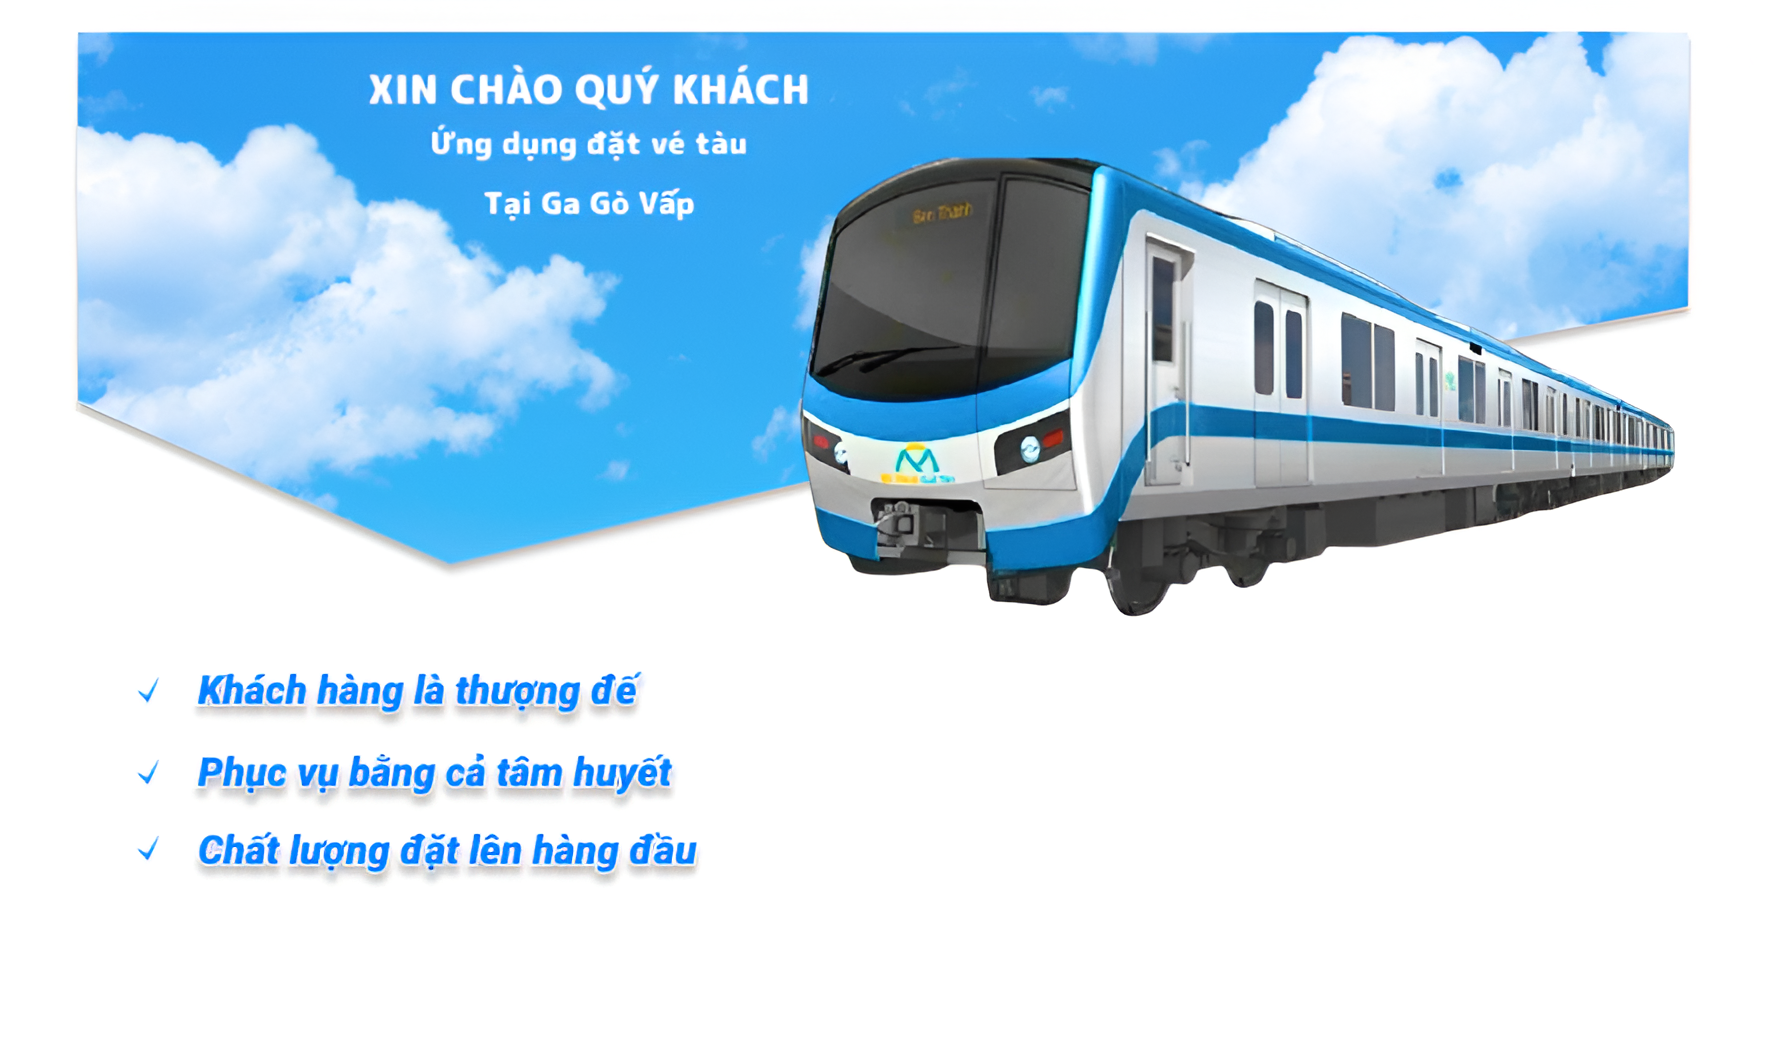 XIN CHÀO QUÝ KHÁCH
Ứng dụng đặt vé tàu
Tại Ga Gò Vấp
Khách hàng là thượng đế
Phục vụ bằng cả tâm huyết
Chất lượng đặt lên hàng đầu